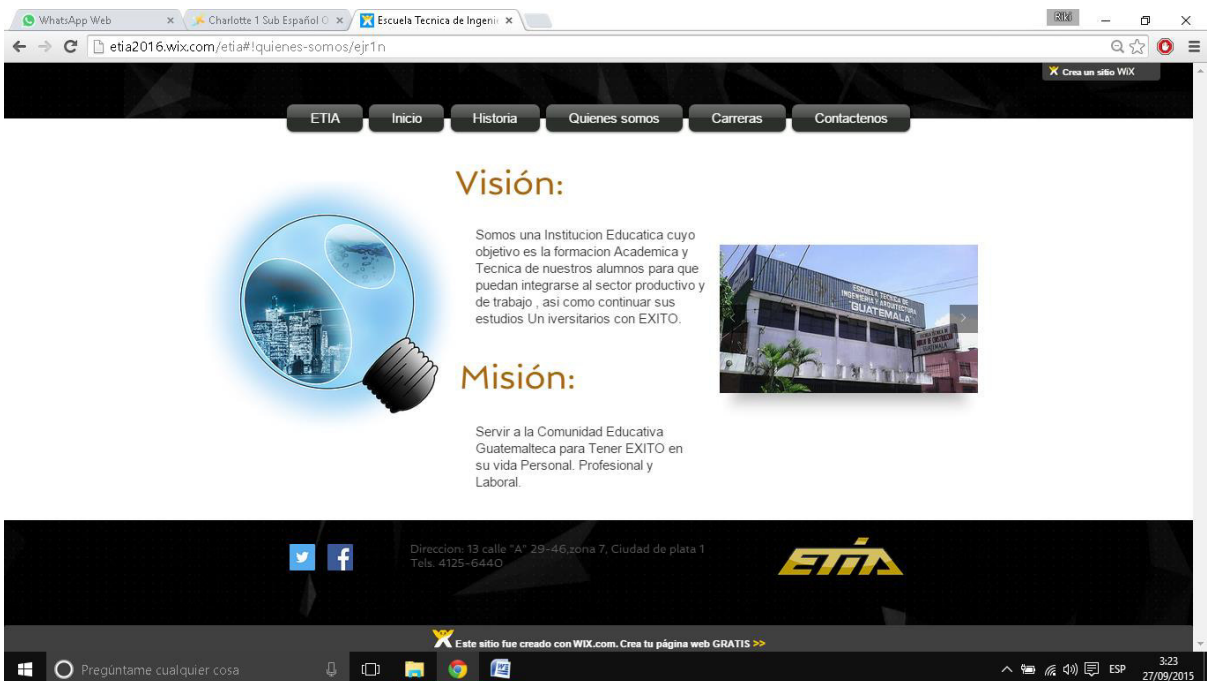 WhatsApp Web
Charlotte 1 Sub Español O
Escuela Tecnica de Ingeni
Riki
etia2016.wix.com/etia#!quienes-somos/ejr1n
Crea un sitio WiX
ETIA
Inicio
Historia
Quienes somos
Carreras
Contactenos
Visión:
Somos una Institucion Educatica cuyo
objetivo es la formacion Academica y
Tecnica de nuestros alumnos para que
puedan integrarse al sector productivo y
de trabajo , asi como continuar sus
estudios Un iversitarios con EXITO.
ESCUELA TECNICA DE
INGENIERIA Y ARQUITECTURA
"GUATEMALA"
Misión:
Servir a la Comunidad Educativa
Guatemalteca para Tener EXITO en
su vida Personal. Profesional y
Laboral.
Direccion: 13 calle "A" 29-46,zona 7, Ciudad de plata 1
Tels. 4125-6440
ETIA
Este sitio fue creado con WIX.com. Crea tu página web GRATIS >>
Pregúntame cualquier cosa
ESP
3:23
27/09/2015